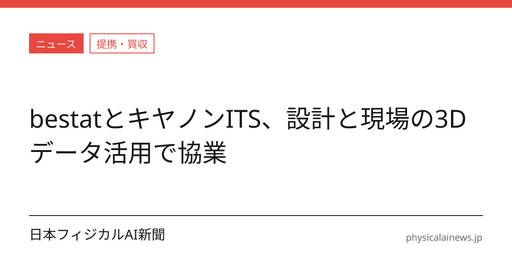 ニュース 提携・買収
bestatとキヤノンITS、設計と現場の3D
データ活用で協業
日本フィジカルAI新聞
physicalainews.jp